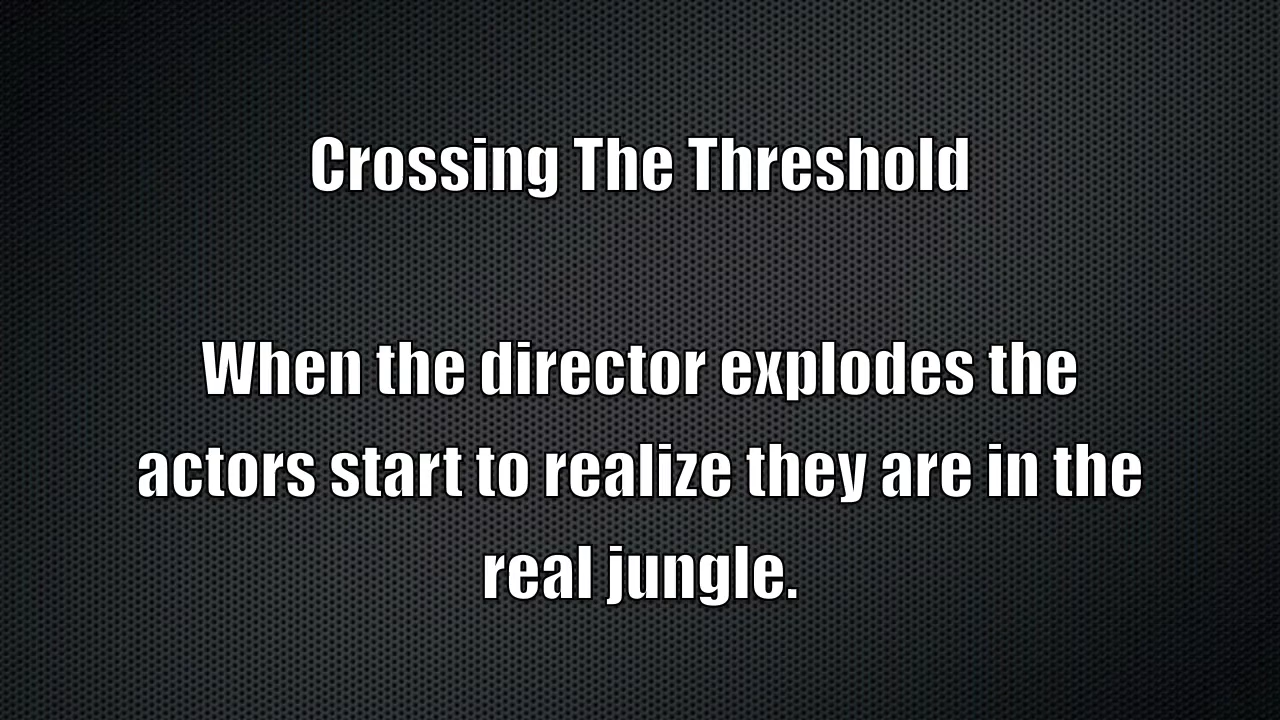 Crossing The Threshold
When the director explodes the
actors start to realize they are in the
real jungle.